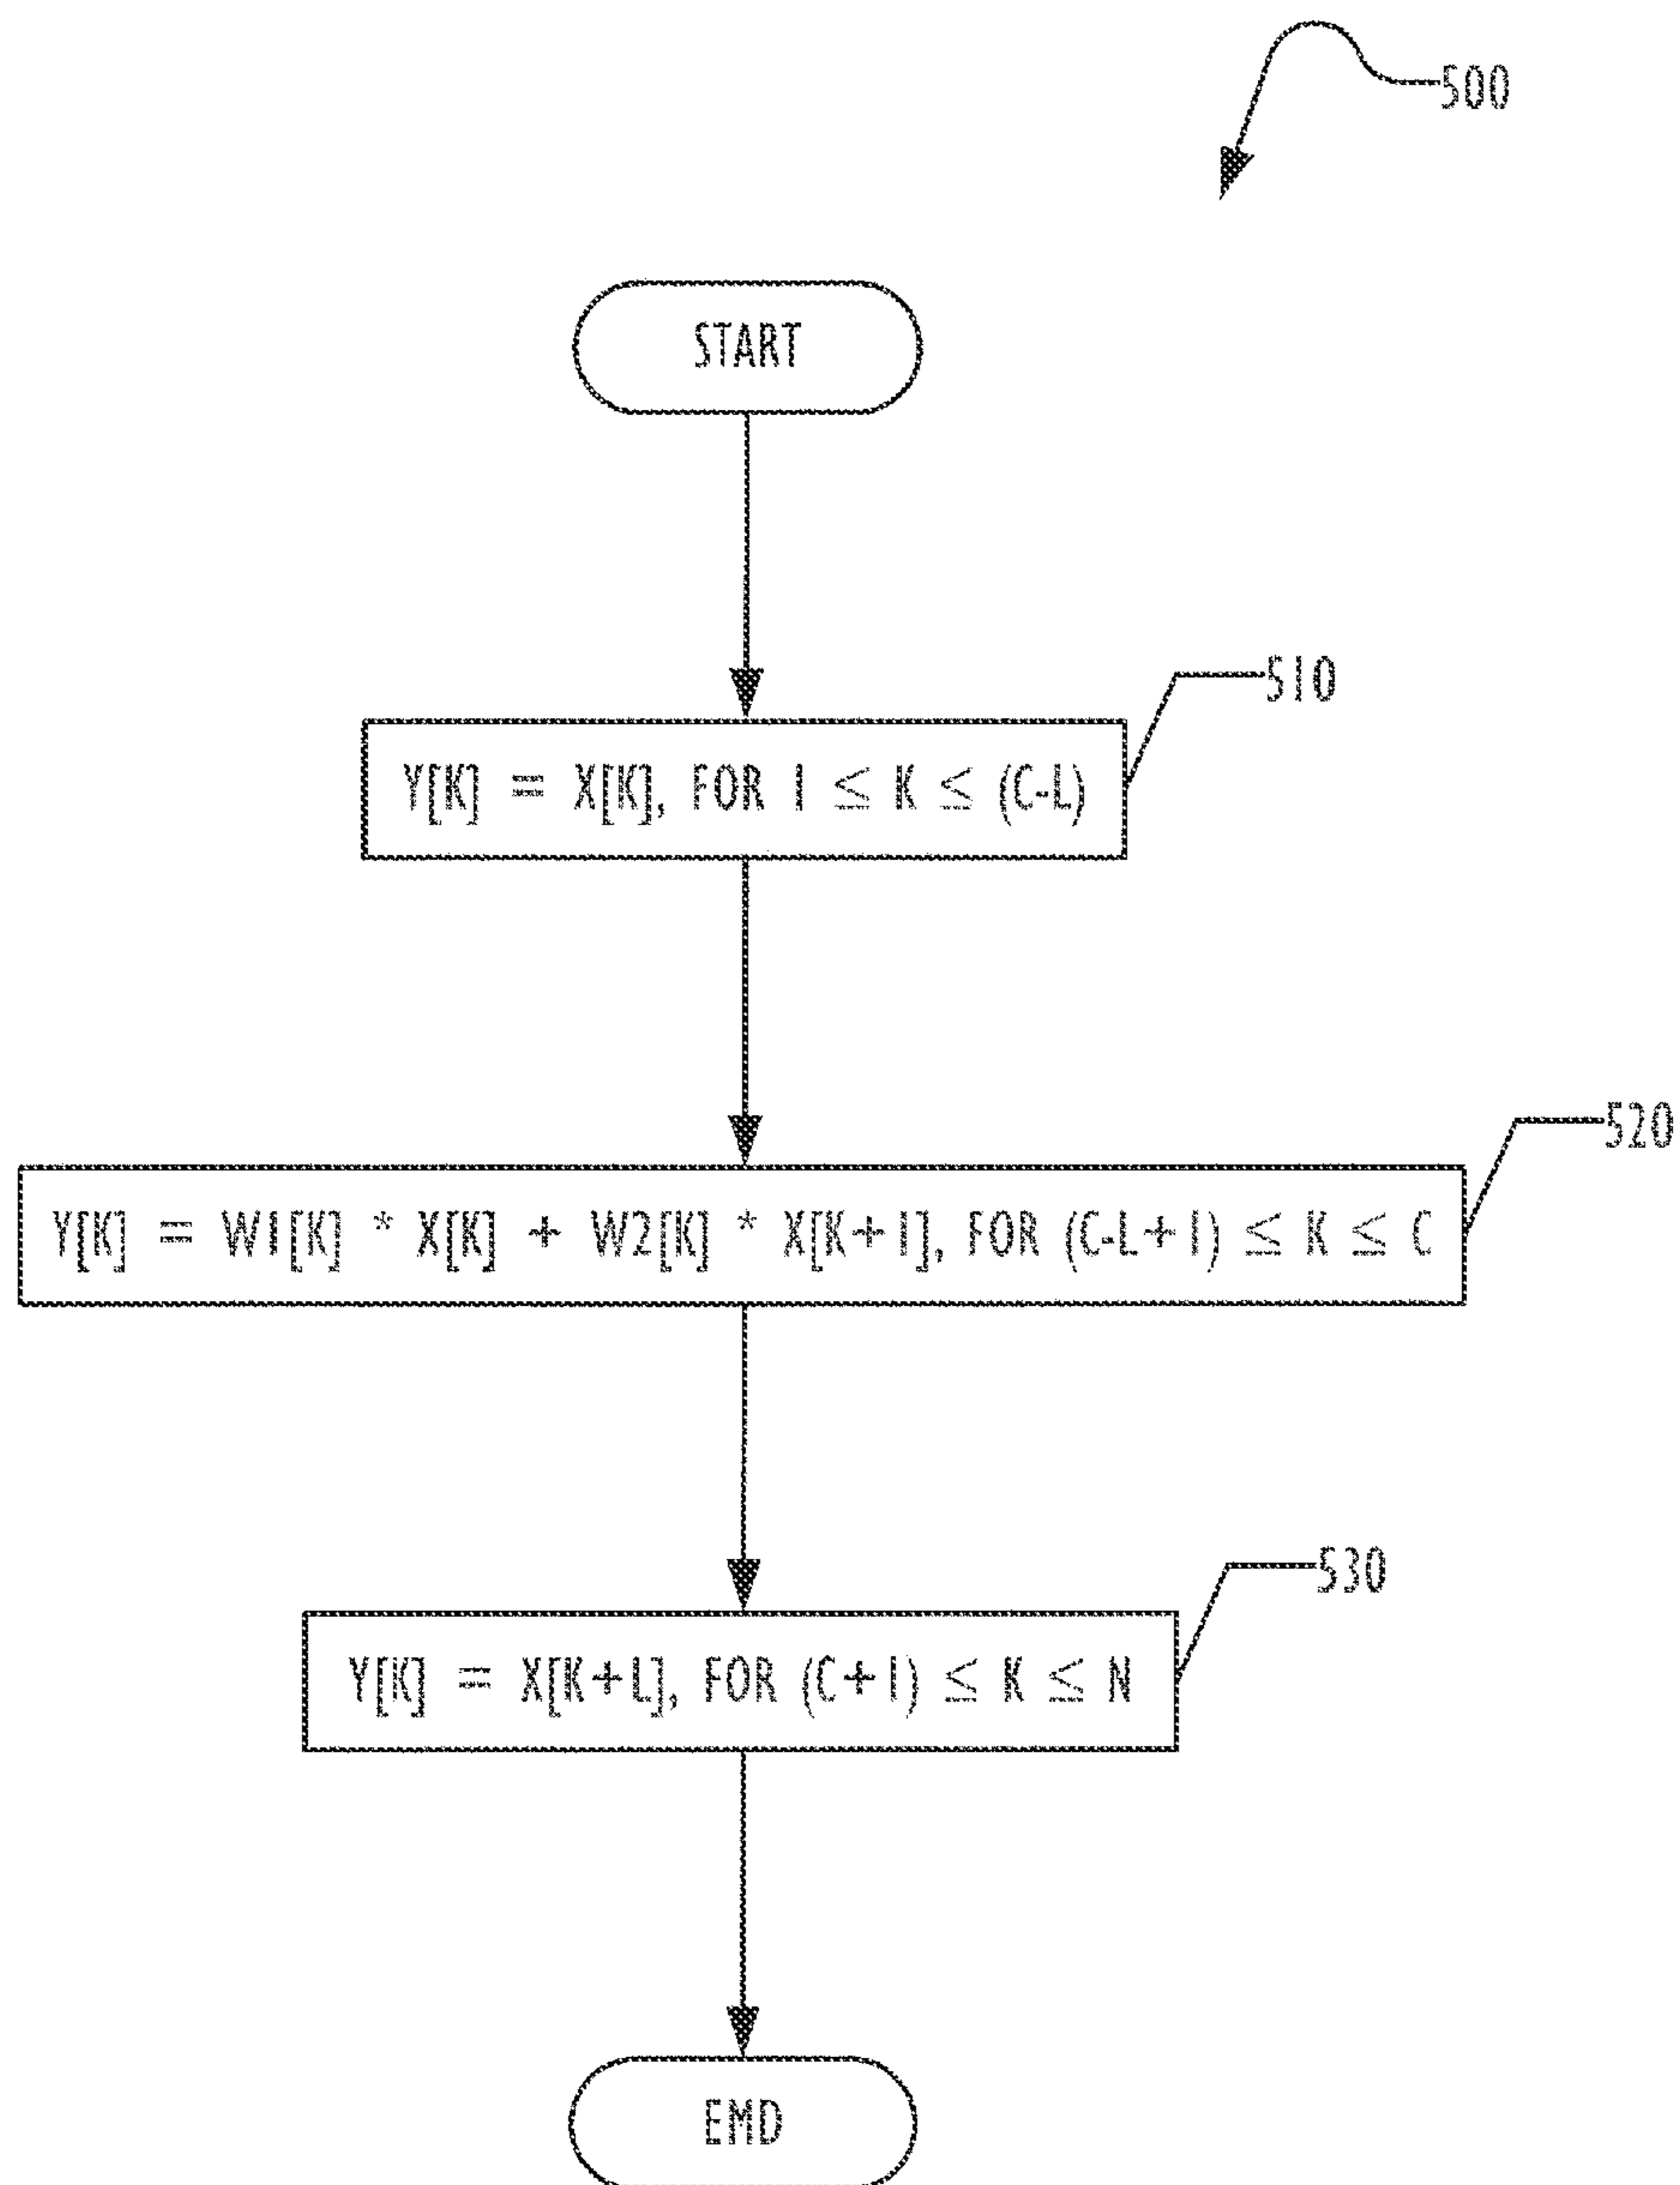 500
START
510
Y[K] = X[K], FOR 1 ≤ K ≤ (C-L)
520
Y[K] = W1[K] * X[K] + W2[K] * X[K+1], FOR (C-L+1) ≤ K ≤ C
530
Y[K] = X[K+L], FOR (C+1) ≤ K ≤ N
EMD